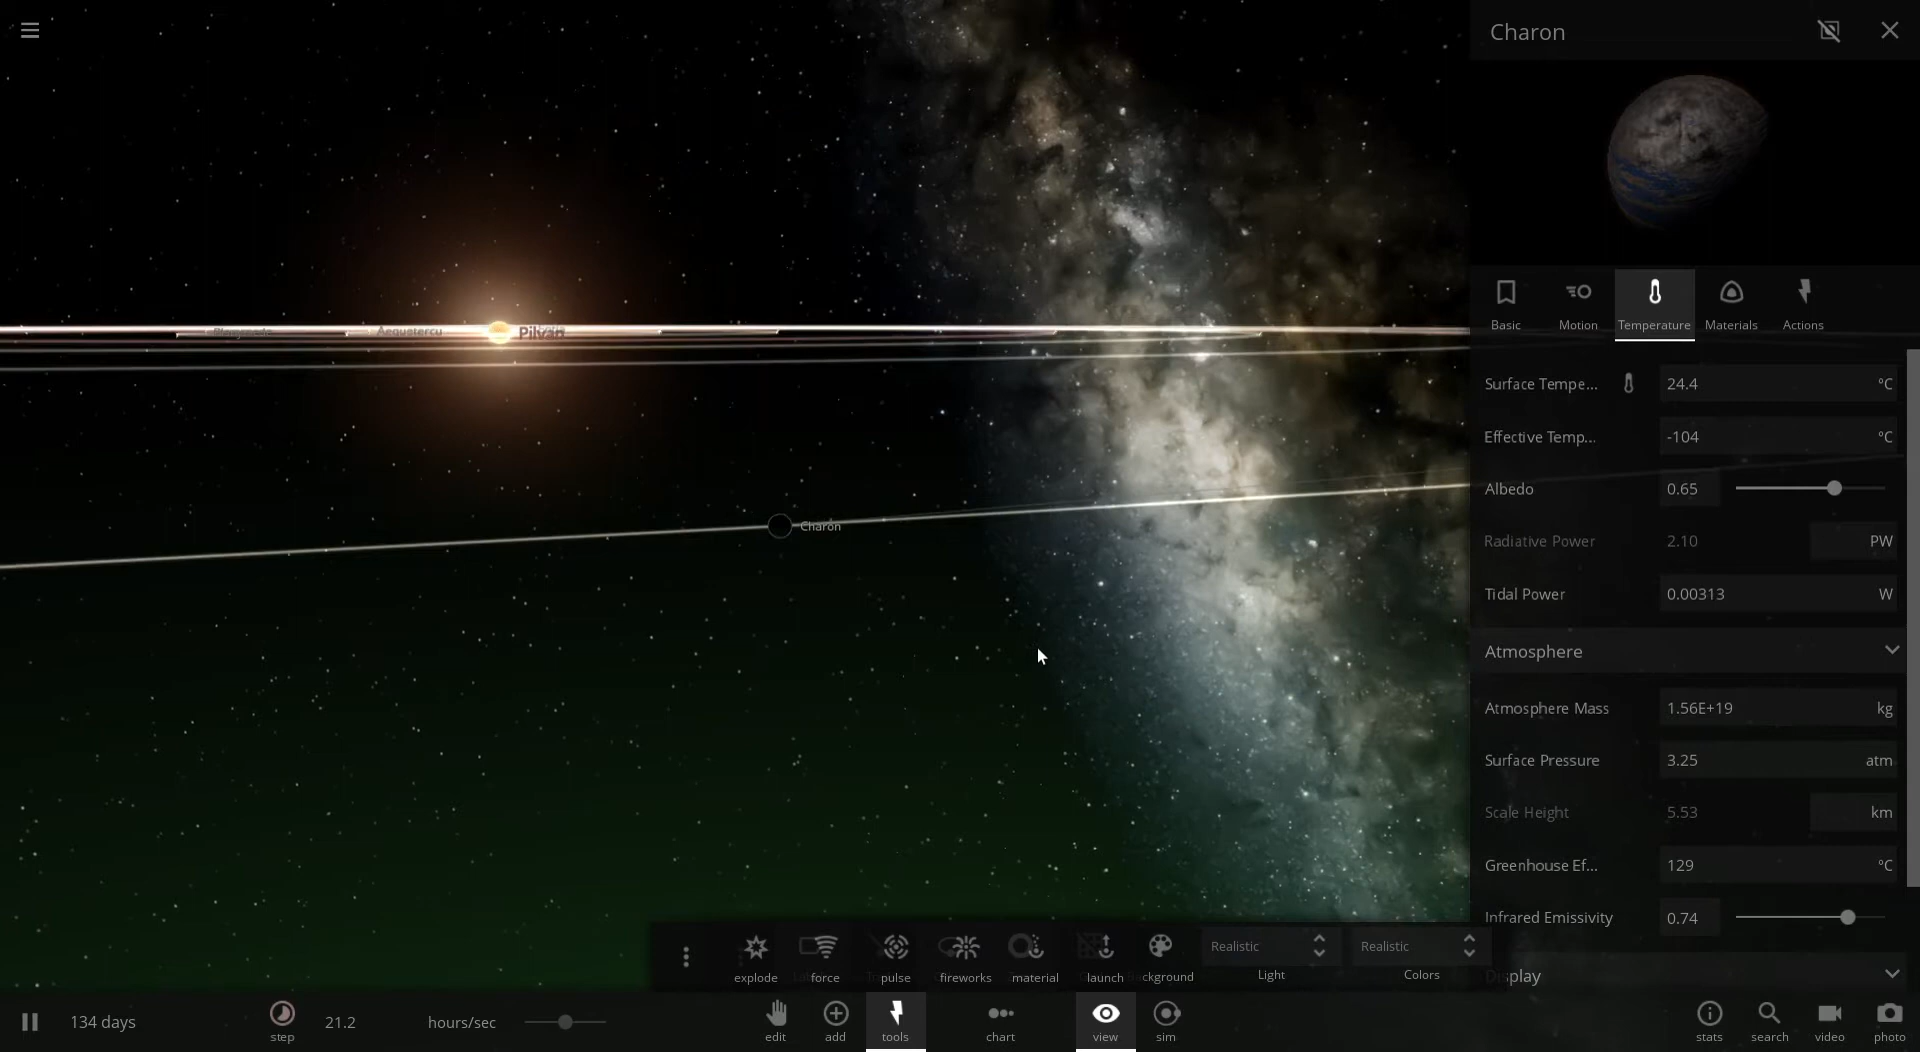 Charon
Aequotercu
Charon
Basic
Motion
Temperature
Materials
Actions
Surface Tempe... 24.4 °C
Effective Temp... -104 °C
Albedo 0.65
Radiative Power 2.10 PW
Tidal Power 0.00313 W
Atmosphere
Atmosphere Mass 1.56E+19 kg
Surface Pressure 3.25 atm
Scale Height 5.53 km
Greenhouse Ef... 129 °C
Infrared Emissivity 0.74
Display
explode
force
pulse
fireworks
material
launch
ckground
Realistic
Light
Realistic
Colors
134 days
step
21.2 hours/sec
edit
add
tools
chart
view
sim
stats
search
video
photo